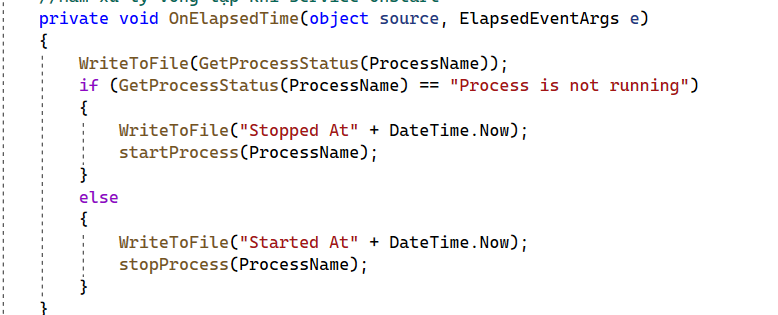 private void OnElapsedTime(object source, ElapsedEventArgs e)
{
WriteToFile(GetProcessStatus(ProcessName));
if (GetProcessStatus(ProcessName) == "Process is not running")
{
WriteToFile("Stopped At" + DateTime.Now);
startProcess(ProcessName);
}
else
{
WriteToFile("Started At" + DateTime.Now);
stopProcess(ProcessName);
}
}